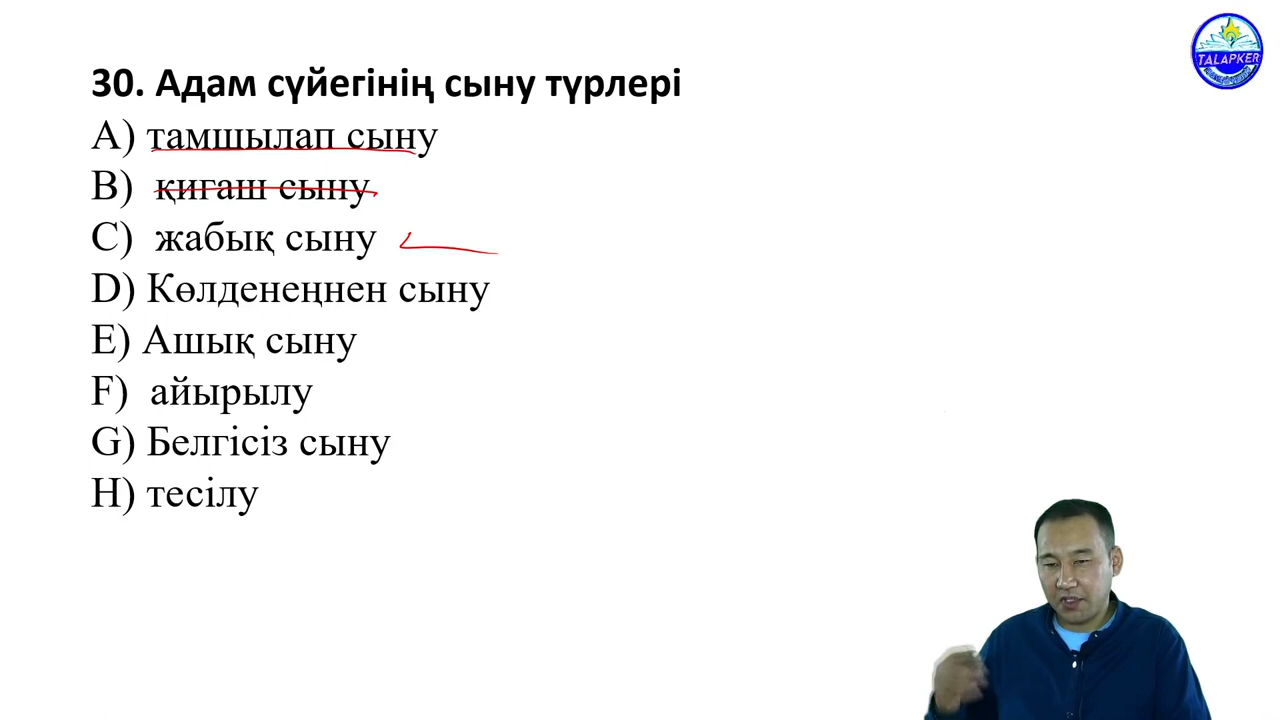 TALAPKER
30. Адам сүйегінің сыну түрлері
A) тамшылап сыну
B) қиғаш сыну
C) жабық сыну
D) Көлденеңнен сыну
E) Ашық сыну
F) айырылу
G) Белгісіз сыну
H) тесілу